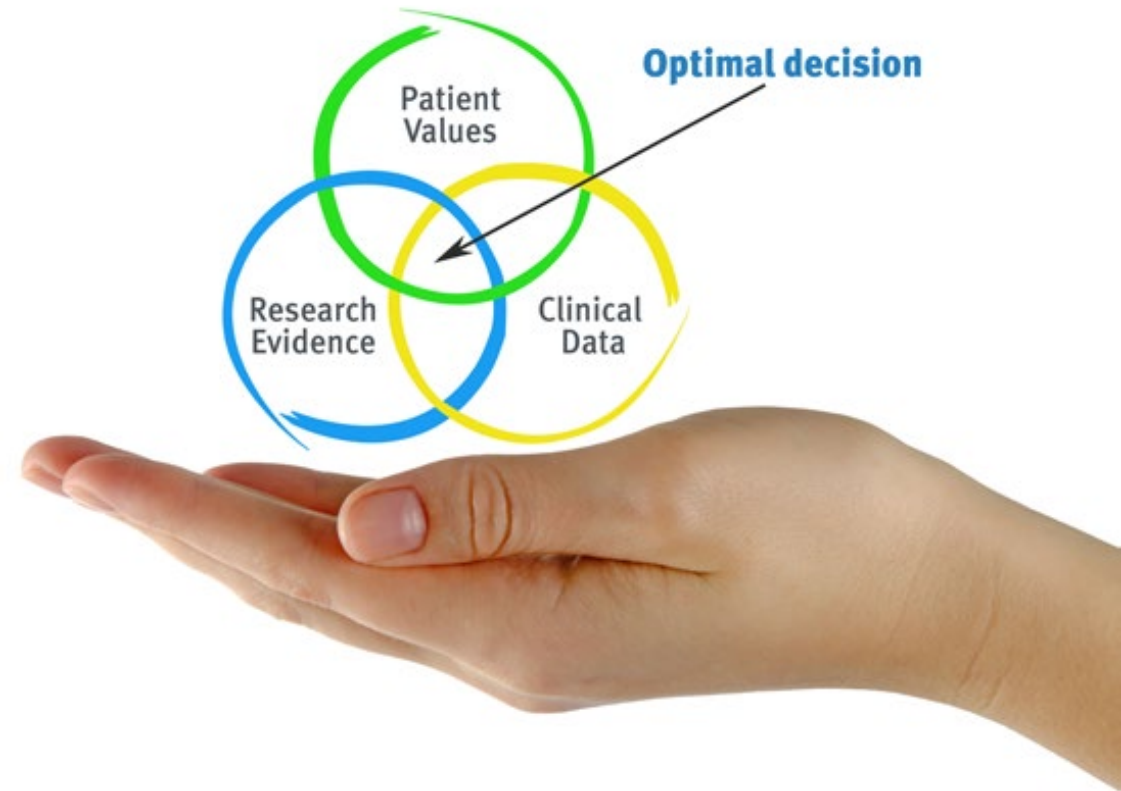 Optimal decision
Patient
Values
Research
Evidence
Clinical
Data